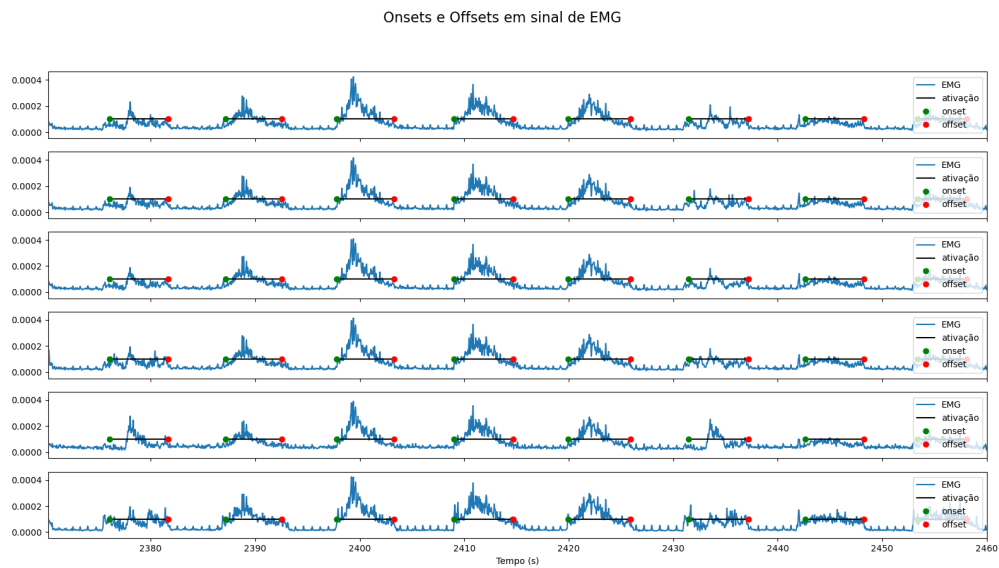 Onsets e Offsets em sinal de EMG
0.0004
0.0002
0.0000
EMG
ativação
onset
offset
0.0004
0.0002
0.0000
EMG
ativação
onset
offset
0.0004
0.0002
0.0000
EMG
ativação
onset
offset
0.0004
0.0002
0.0000
EMG
ativação
onset
offset
0.0004
0.0002
0.0000
EMG
ativação
onset
offset
0.0004
0.0002
0.0000
EMG
ativação
onset
offset
2380 2390 2400 2410 2420 2430 2440 2450 2460
Tempo (s)